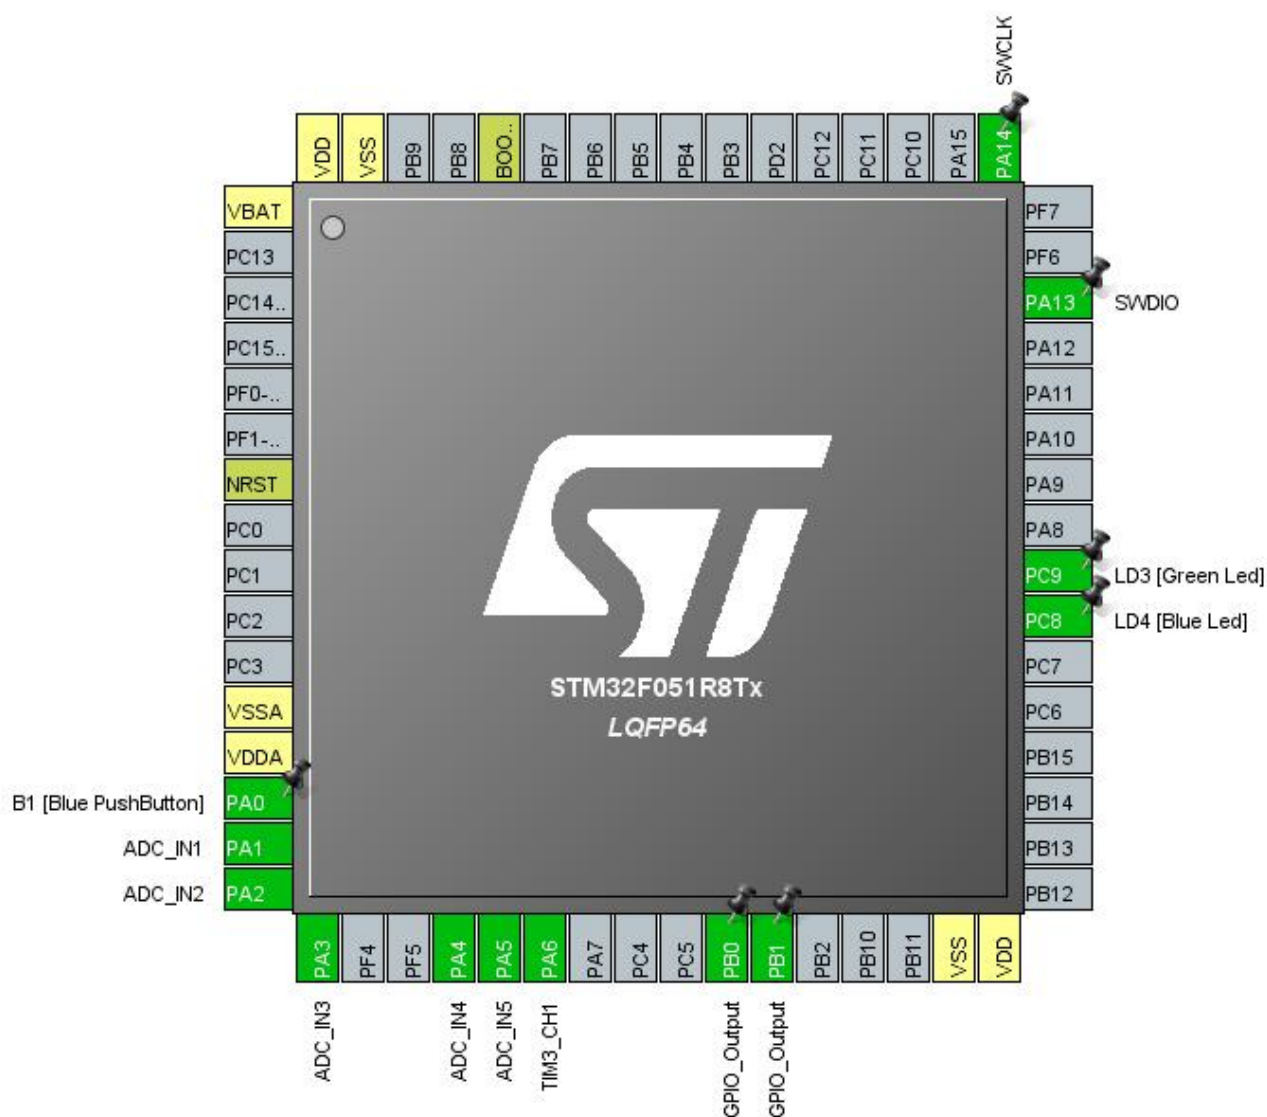 SWCLK
VDD
VSS
PB9
PB8
BOO..
PB7
PB6
PB5
PB4
PB3
PD2
PC12
PC11
PC10
PA15
PA14
VBAT
PC13
PC14..
PC15..
PF0-..
PF1-..
NRST
PC0
PC1
PC2
PC3
VSSA
VDDA
B1 [Blue PushButton] PA0
ADC_IN1 PA1
ADC_IN2 PA2
ST
STM32F051R8Tx
LQFP64
PF7
PF6
PA13 SWDIO
PA12
PA11
PA10
PA9
PA8
PC9 LD3 [Green Led]
PC8 LD4 [Blue Led]
PC7
PC6
PB15
PB14
PB13
PB12
PA3
PF4
PF5
PA4
PA5
PA6
PA7
PC4
PC5
PB0
PB1
PB2
PB10
PB11
VSS
VDD
ADC_IN3
ADC_IN4
ADC_IN5
TIM3_CH1
GPIO_Output
GPIO_Output